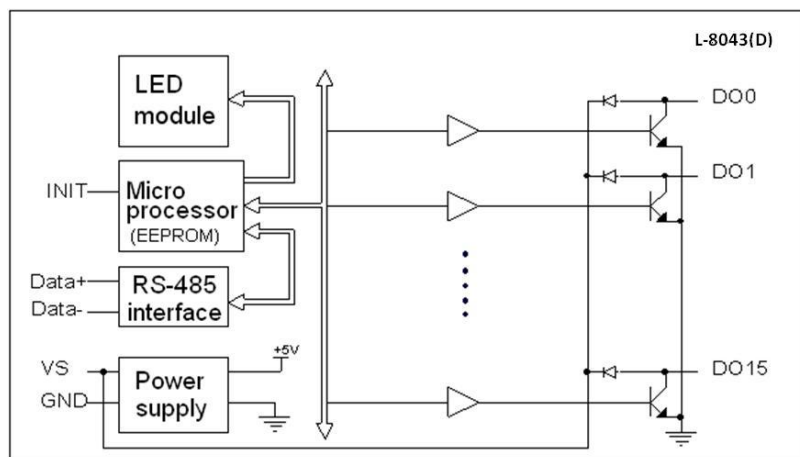 L-8043(D)
LED
module
DO0
INIT
Micro
processor
(EEPROM)
DO1
Data+
Data-
RS-485
interface
VS
GND
Power
supply
+5V
DO15